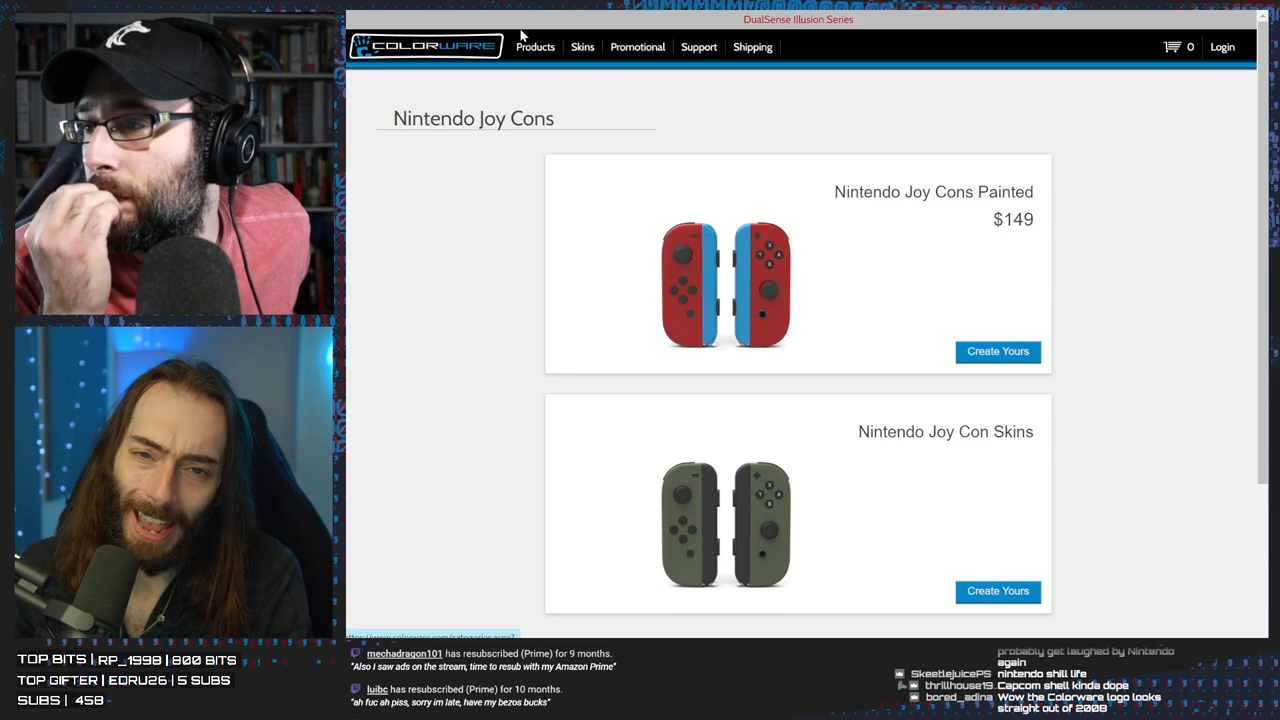 DualSense Illusion Series
COLORWARE Products Skins Promotional Support Shipping 0 Login
Nintendo Joy Cons
Nintendo Joy Cons Painted
$149
Create Yours
Nintendo Joy Con Skins
Create Yours
TOP BITS | RP_1998 | 800 BITS
TOP GIFTER | EDRU26 | 5 SUBS
SUBS | 458
mechadragon101 has resubscribed (Prime) for 9 months.
"Also I saw ads on the stream, time to resub with my Amazon Prime"
luibc has resubscribed (Prime) for 10 months.
"ah fuc ah piss, sorry im late, have my bezos bucks"
probably get laughed by Nintendo
again
SkeetlejuicePS nintendo shill life
thrillhouse19 Capcom shell kinda dope
bored_adina Wow the Colorware logo looks
straight out of 2008